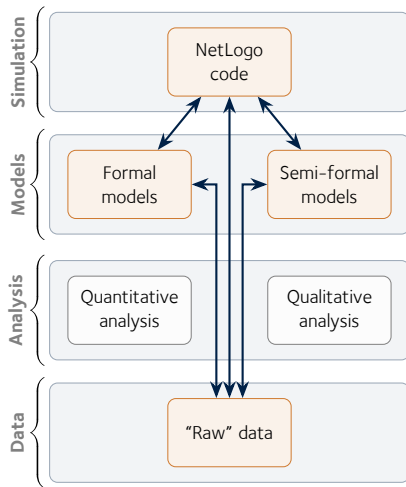 Simulation
NetLogo
code
Models
Formal
models
Semi-formal
models
Analysis
Quantitative
analysis
Qualitative
analysis
Data
“Raw” data